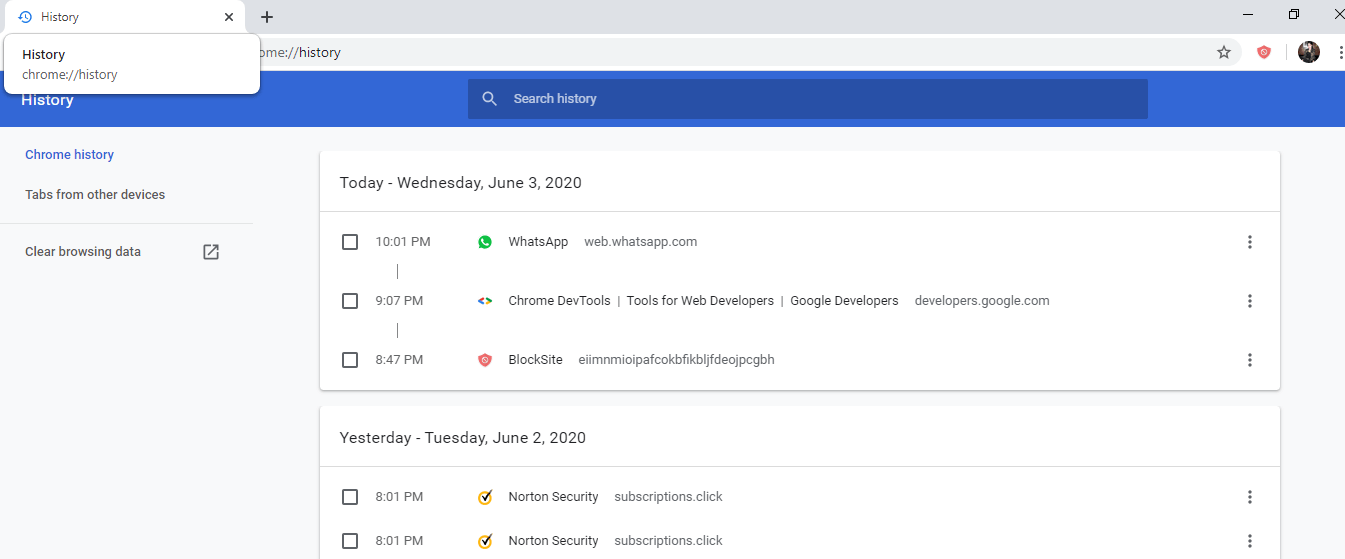 History
History
chrome://history
ome://history
History
Search history
Chrome history
Tabs from other devices
Clear browsing data
Today - Wednesday, June 3, 2020
10:01 PM WhatsApp web.whatsapp.com
9:07 PM Chrome DevTools | Tools for Web Developers | Google Developers developers.google.com
8:47 PM BlockSite eiimnmioipafcokbfikbljfdeojpcgbh
Yesterday - Tuesday, June 2, 2020
8:01 PM Norton Security subscriptions.click
8:01 PM Norton Security subscriptions.click